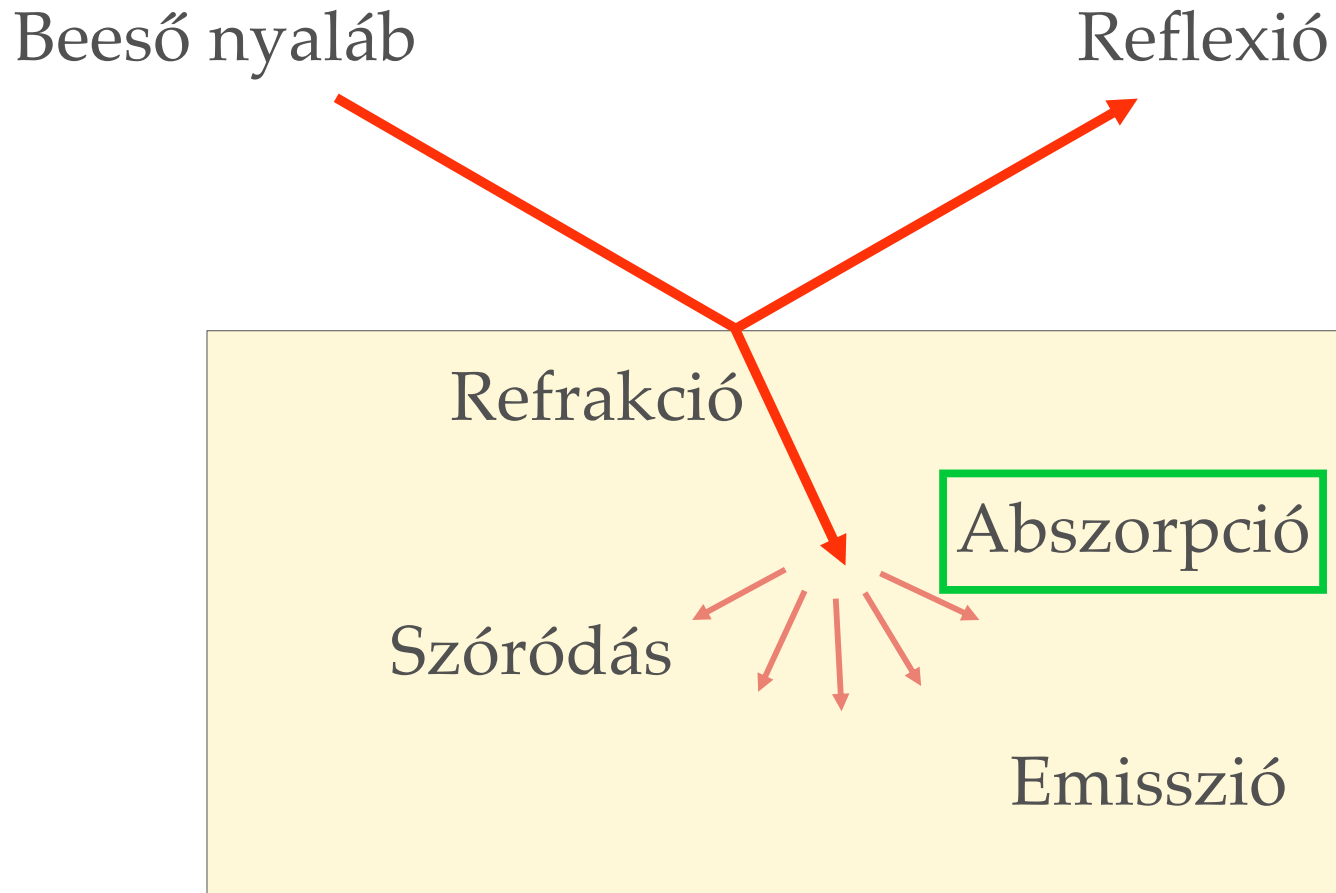 Beeső nyaláb
Reflexió
Refrakció
Abszorpció
Szóródás
Emisszió